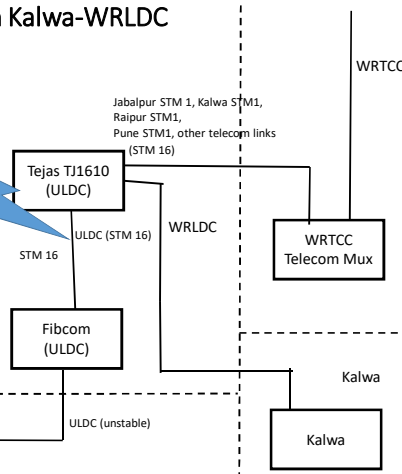 Kalwa-WRLDC
WRTCC
Jabalpur STM 1, Kalwa STM1,
Raipur STM1,
Pune STM1, other telecom links
(STM 16)
Tejas TJ1610
(ULDC)
ULDC (STM 16)
WRLDC
STM 16
WRTCC
Telecom Mux
Fibcom
(ULDC)
Kalwa
ULDC (unstable)
Kalwa